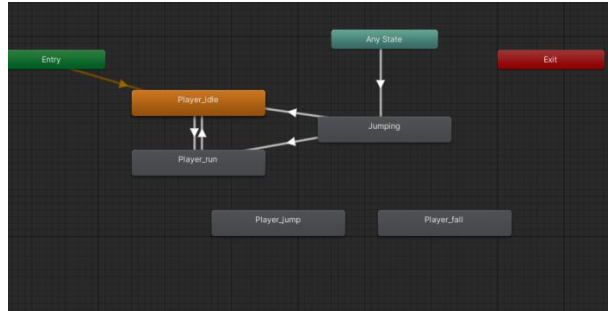 Any State
Entry
Exit
Player_idle
Jumping
Player_run
Player_jump
Player_fall